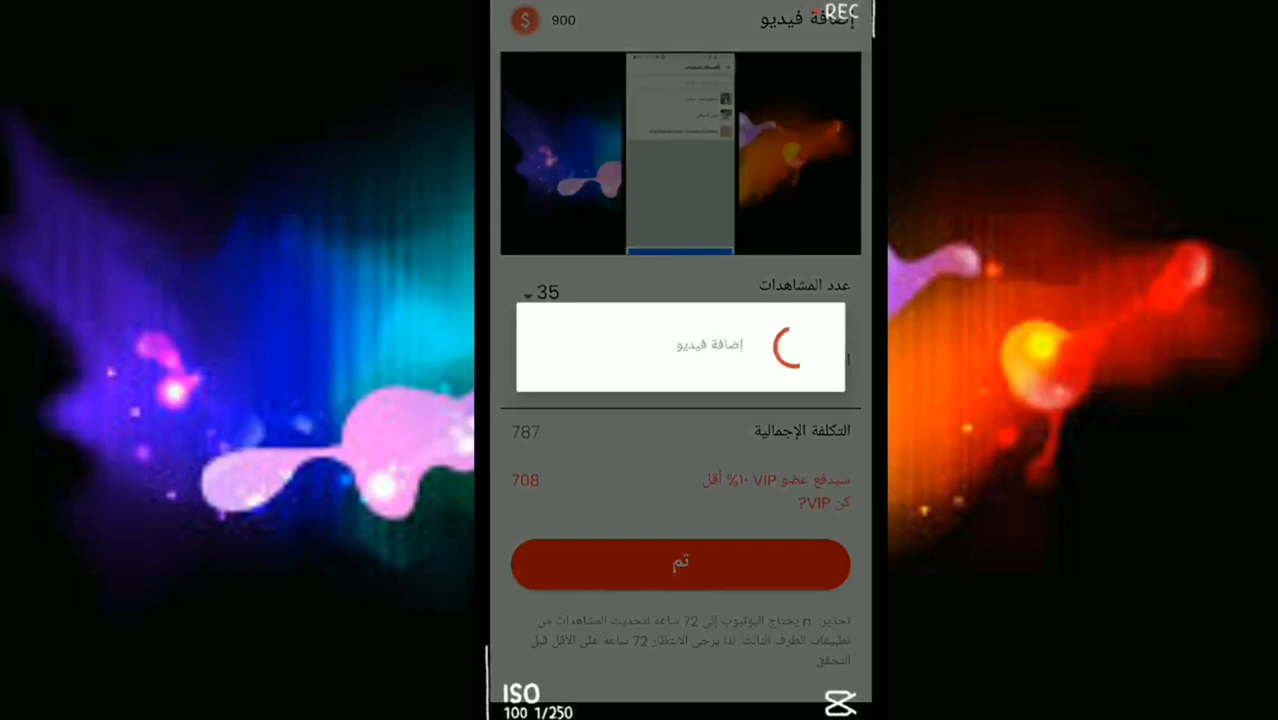 REC
إضافة فيديو
900
عدد المشاهدات
35
إضافة فيديو
التكلفة الإجمالية
787
سيدفع عضو VIP ١٠% أقل
708
كن VIP?
تم
تحذير: n يحتاج اليوتيوب إلى 72 ساعة لتحديث المشاهدات من
تطبيقات الطرف الثالث. لذا يرجى الانتظار 72 ساعة على الأقل قبل
التحقق
ISO
100 1/250